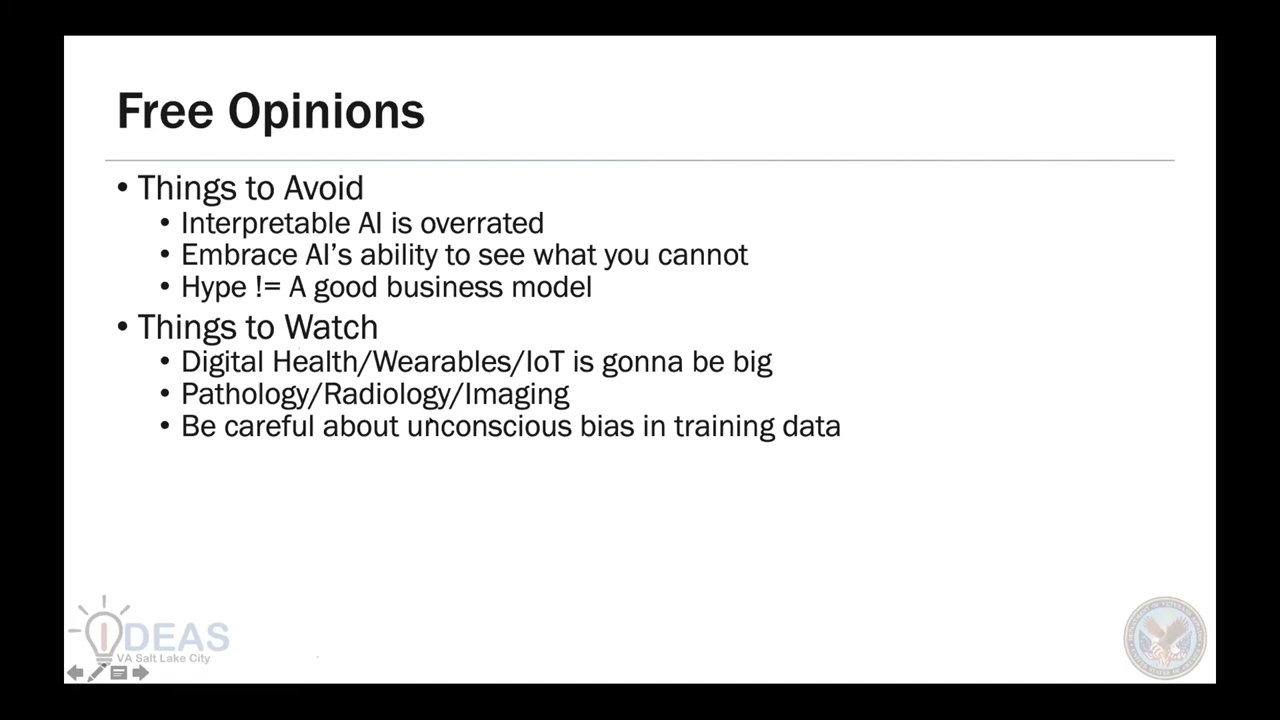 Free Opinions
• Things to Avoid
• Interpretable AI is overrated
• Embrace AI's ability to see what you cannot
• Hype != A good business model
• Things to Watch
• Digital Health/Wearables/IoT is gonna be big
• Pathology/Radiology/Imaging
• Be careful about unconscious bias in training data
IDEAS
VA Salt Lake City